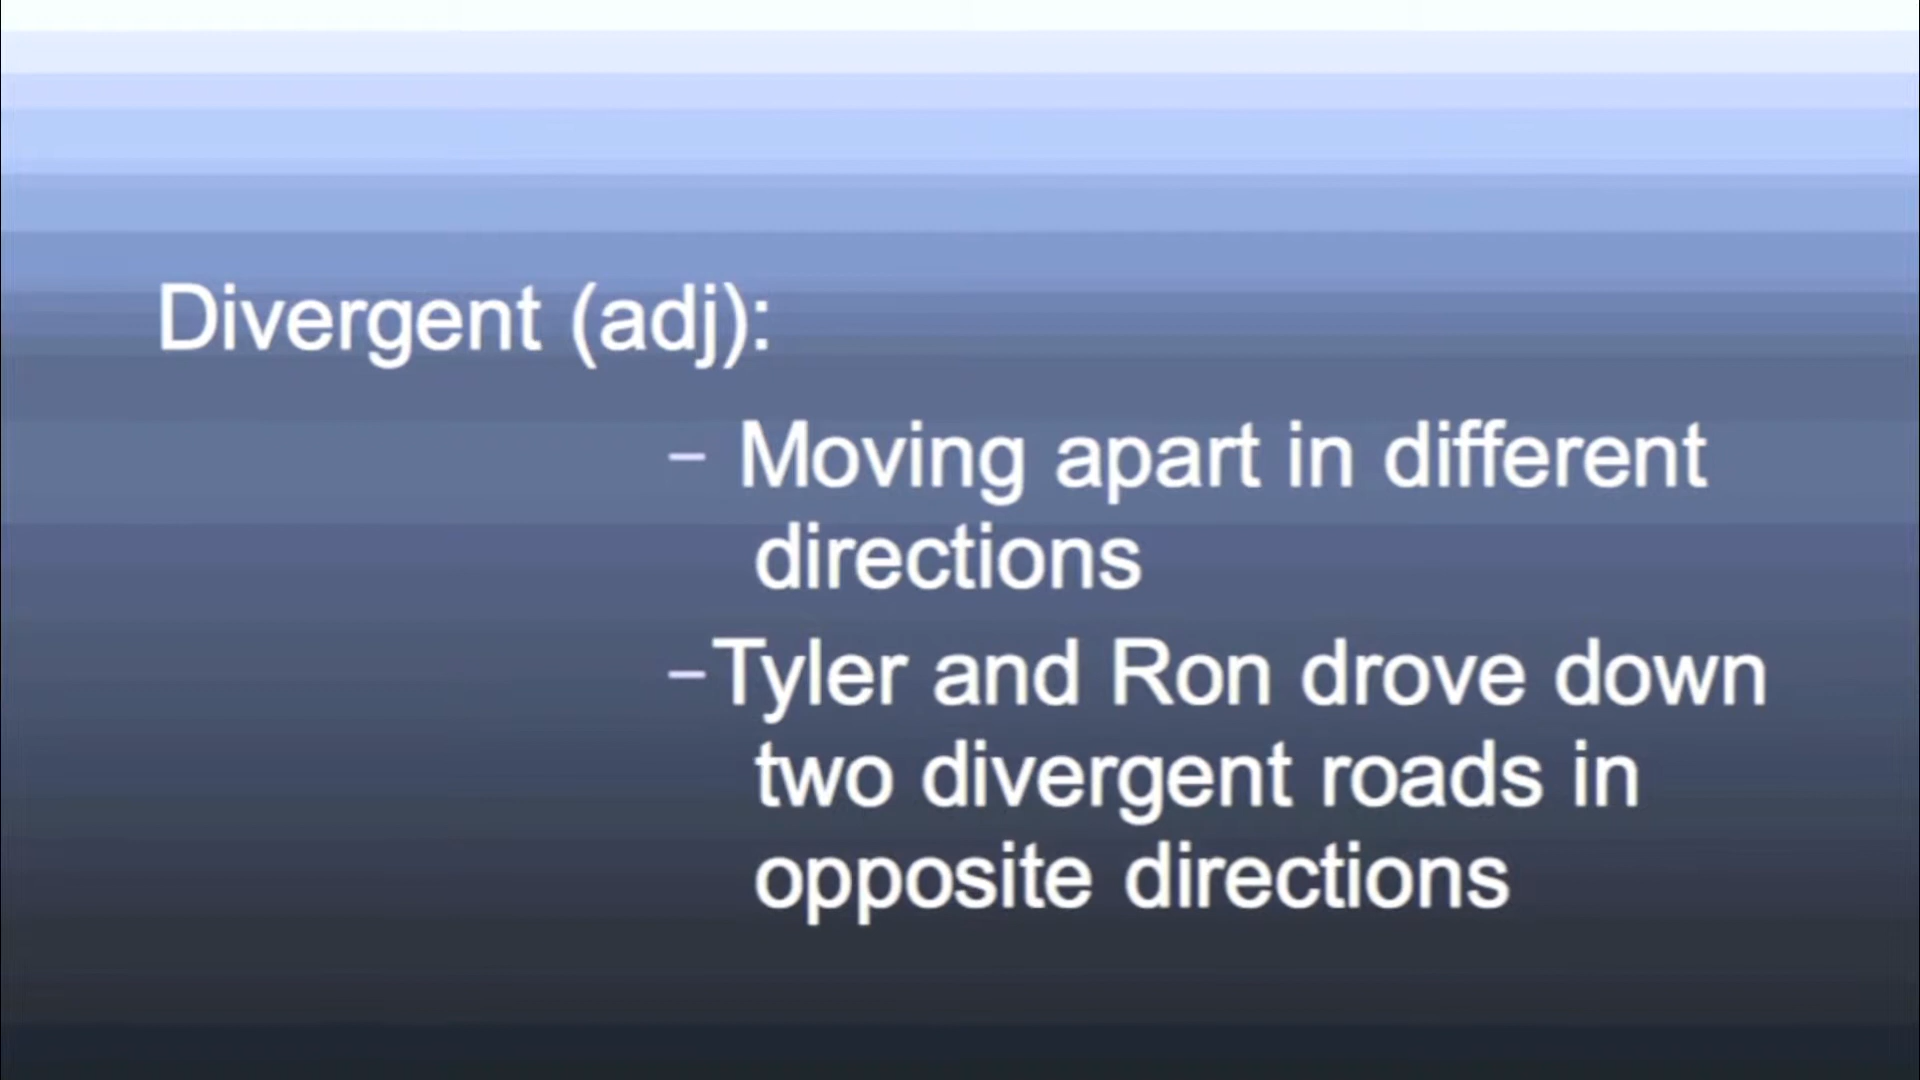 Divergent (adj):
– Moving apart in different
directions
–Tyler and Ron drove down
two divergent roads in
opposite directions